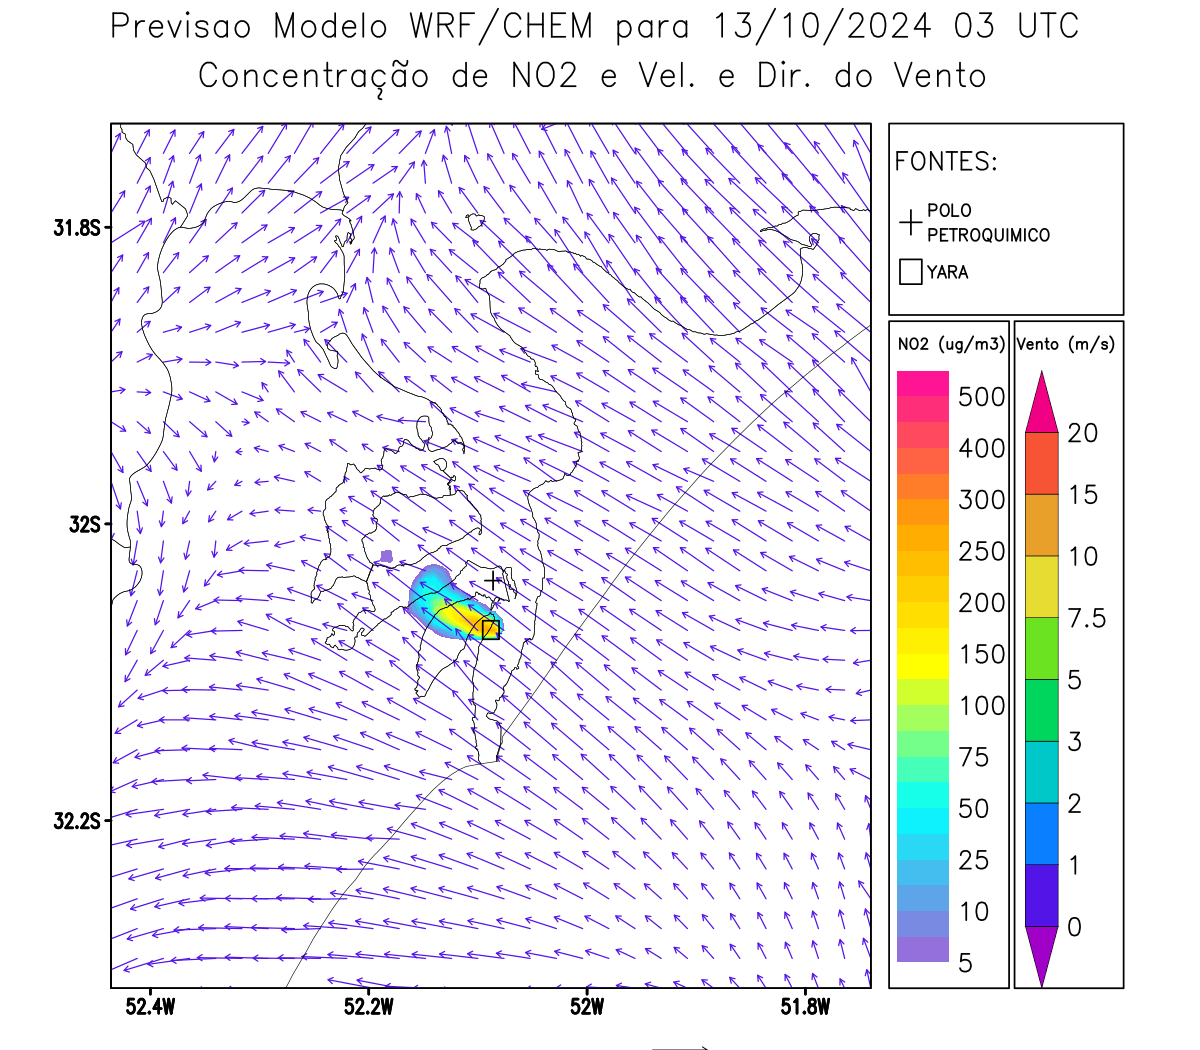 Previsao Modelo WRF/CHEM para 13/10/2024 03 UTC
Concentração de NO2 e Vel. e Dir. do Vento
FONTES:
POLO
PETROQUIMICO
YARA
NO2 (ug/m3)
500
400
300
250
200
150
100
75
50
25
10
5
Vento (m/s)
20
15
10
7.5
5
3
2
1
0
31.8S
32S
32.2S
52.4W
52.2W
52W
51.8W